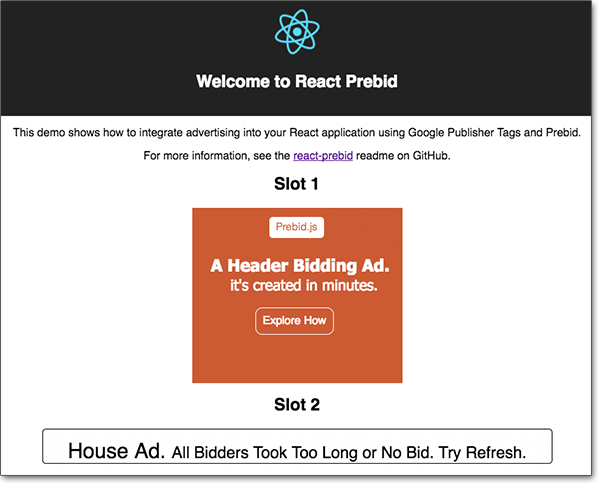 Welcome to React Prebid
This demo shows how to integrate advertising into your React application using Google Publisher Tags and Prebid.
For more information, see the react-prebid readme on GitHub.
Slot 1
Prebid.js
A Header Bidding Ad.
it's created in minutes.
Explore How
Slot 2
House Ad. All Bidders Took Too Long or No Bid. Try Refresh.